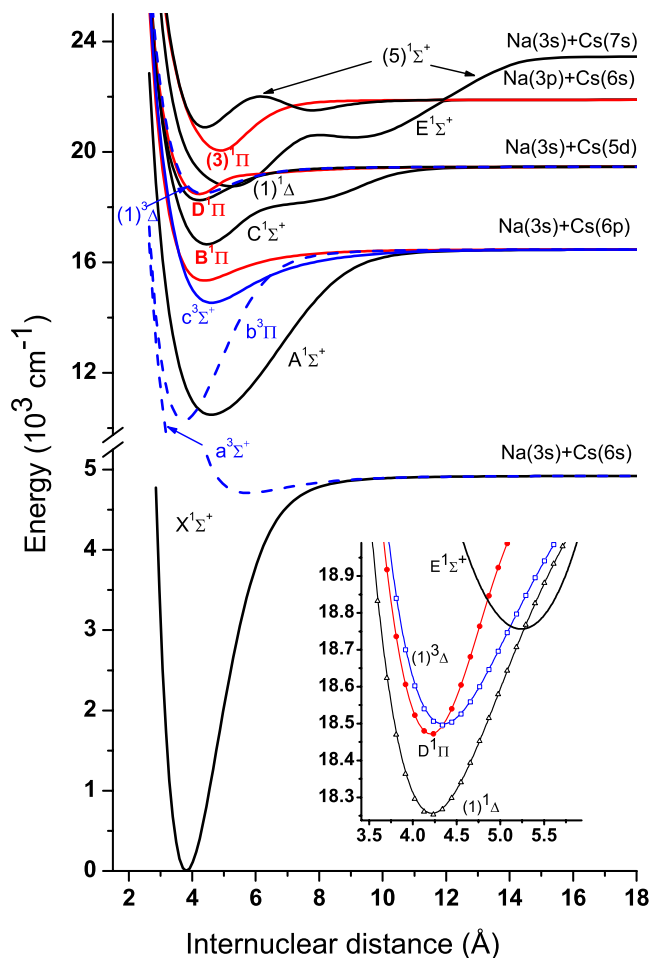 Na(3s)+Cs(7s)
(5)¹Σ⁺
Na(3p)+Cs(6s)
E¹Σ⁺
(3)¹Π
Na(3s)+Cs(5d)
(1)¹Δ
(1)³Δ
D¹Π
C¹Σ⁺
Na(3s)+Cs(6p)
B¹Π
c³Σ⁺
b³Π
A¹Σ⁺
a³Σ⁺
Na(3s)+Cs(6s)
X¹Σ⁺
24
20
16
12
5
4
3
2
1
0
Energy (10³ cm⁻¹)
2 4 6 8 10 12 14 16 18
Internuclear distance (Å)
E¹Σ⁺
(1)³Δ
D¹Π
(1)¹Δ
18.9
18.8
18.7
18.6
18.5
18.4
18.3
3.5 4.0 4.5 5.0 5.5